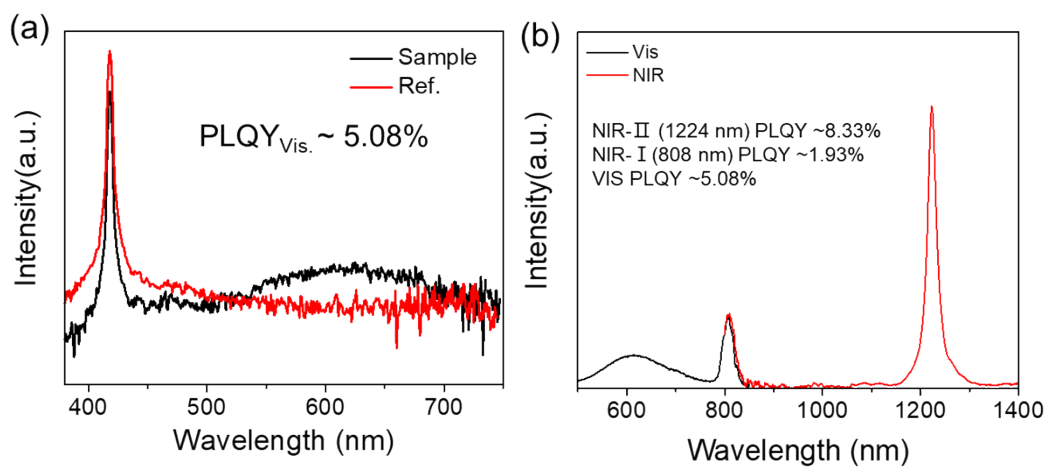 (a)
Intensity(a.u.)
Sample
Ref.
PLQYVis. ~ 5.08%
400 500 600 700
Wavelength (nm)
(b)
Intensity(a.u.)
Vis
NIR
NIR-Ⅱ (1224 nm) PLQY ~8.33%
NIR-Ⅰ (808 nm) PLQY ~1.93%
VIS PLQY ~5.08%
600 800 1000 1200 1400
Wavelength (nm)